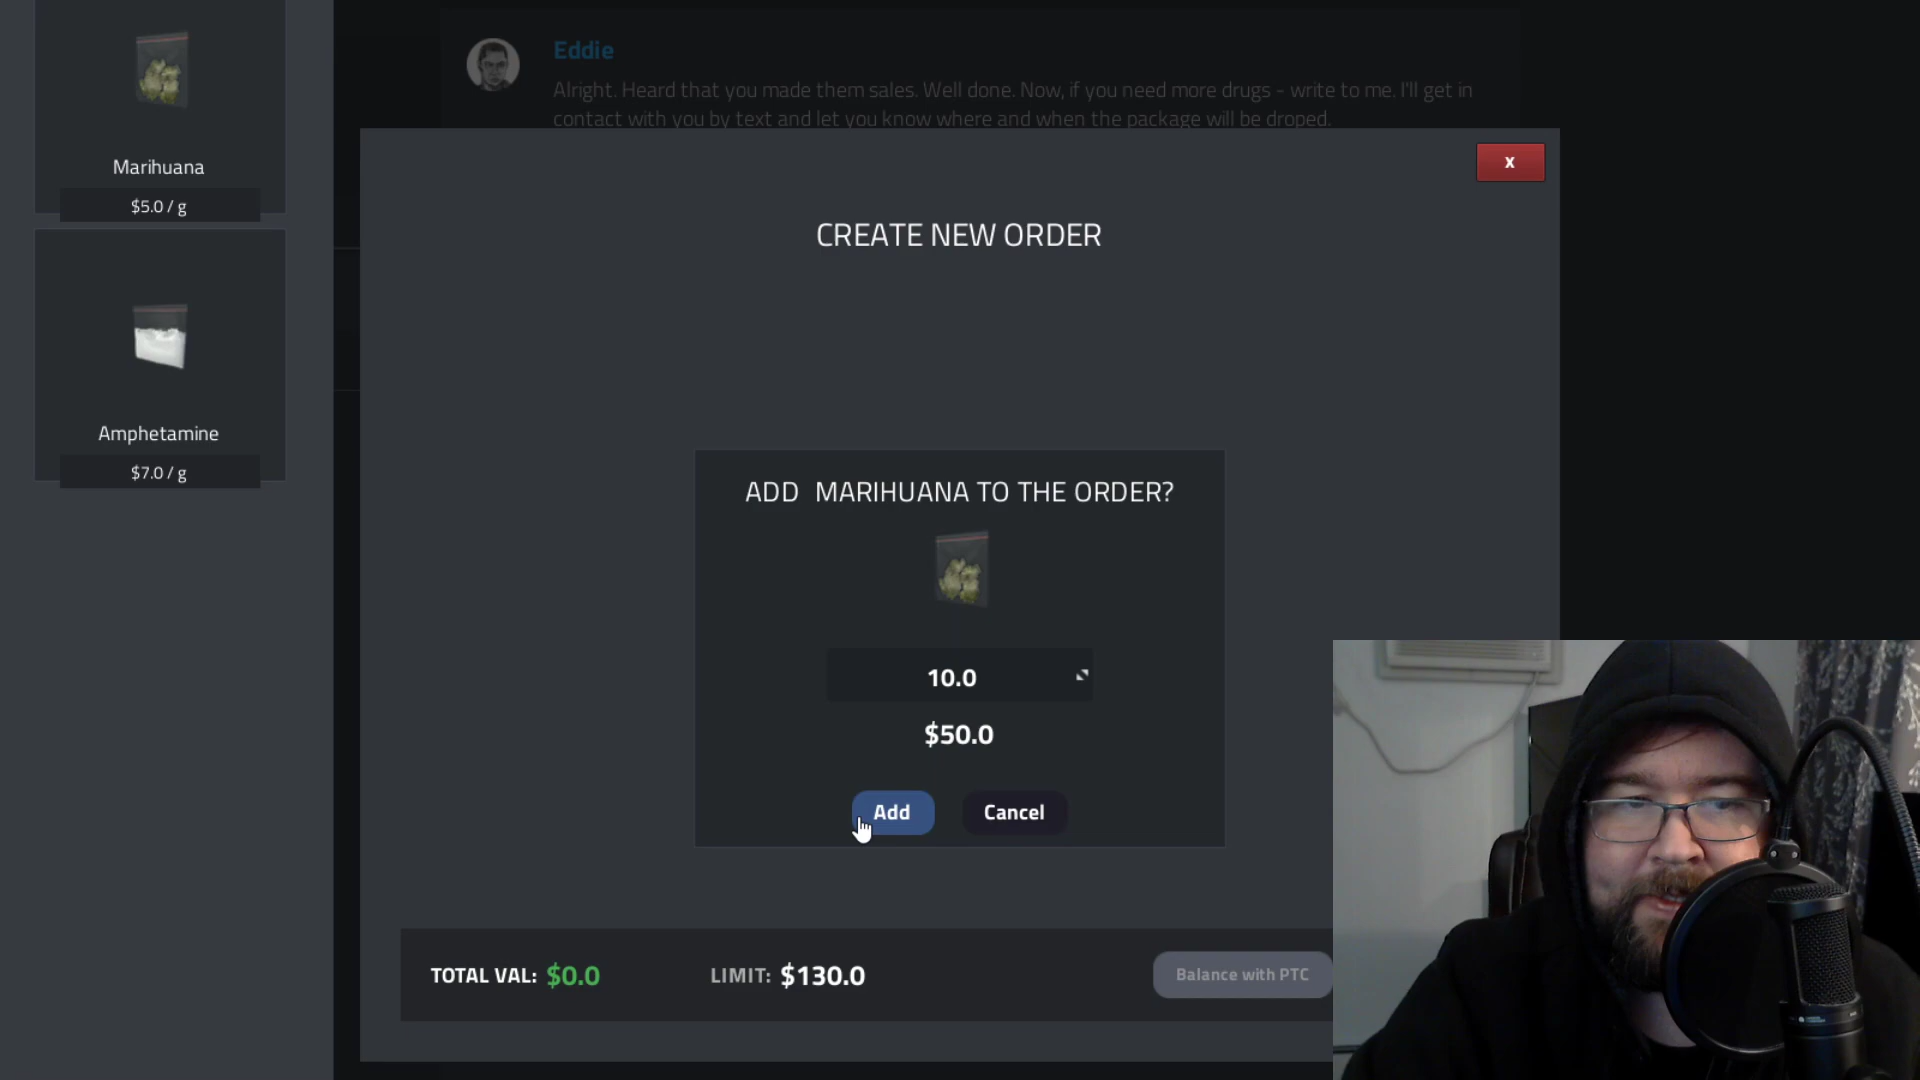 Eddie
Alright. Heard that you made them sales. Well done. Now, if you need more drugs - write to me. I'll get in
contact with you by text and let you know where and when the package will be droped.
Marihuana
$5.0 / g
Amphetamine
$7.0 / g
X
CREATE NEW ORDER
ADD MARIHUANA TO THE ORDER?
10.0
$50.0
Add
Cancel
TOTAL VAL: $0.0
LIMIT: $130.0
Balance with PTC